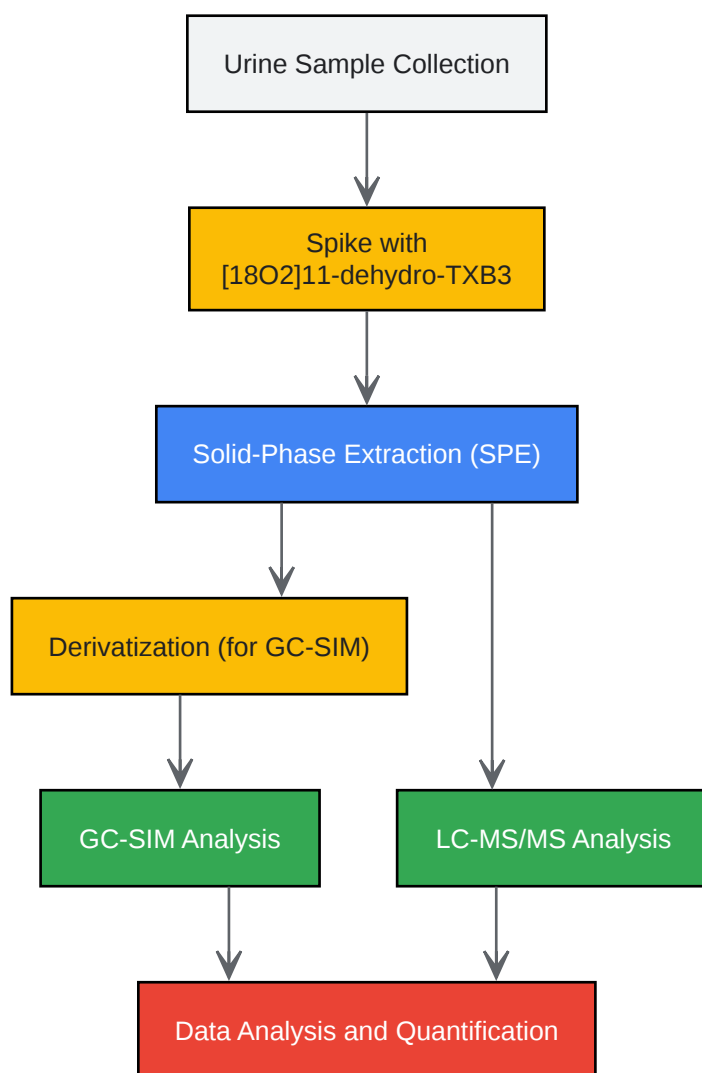 Urine Sample Collection
Spike with
[18O2]11-dehydro-TXB3
Solid-Phase Extraction (SPE)
Derivatization (for GC-SIM)
GC-SIM Analysis
LC-MS/MS Analysis
Data Analysis and Quantification